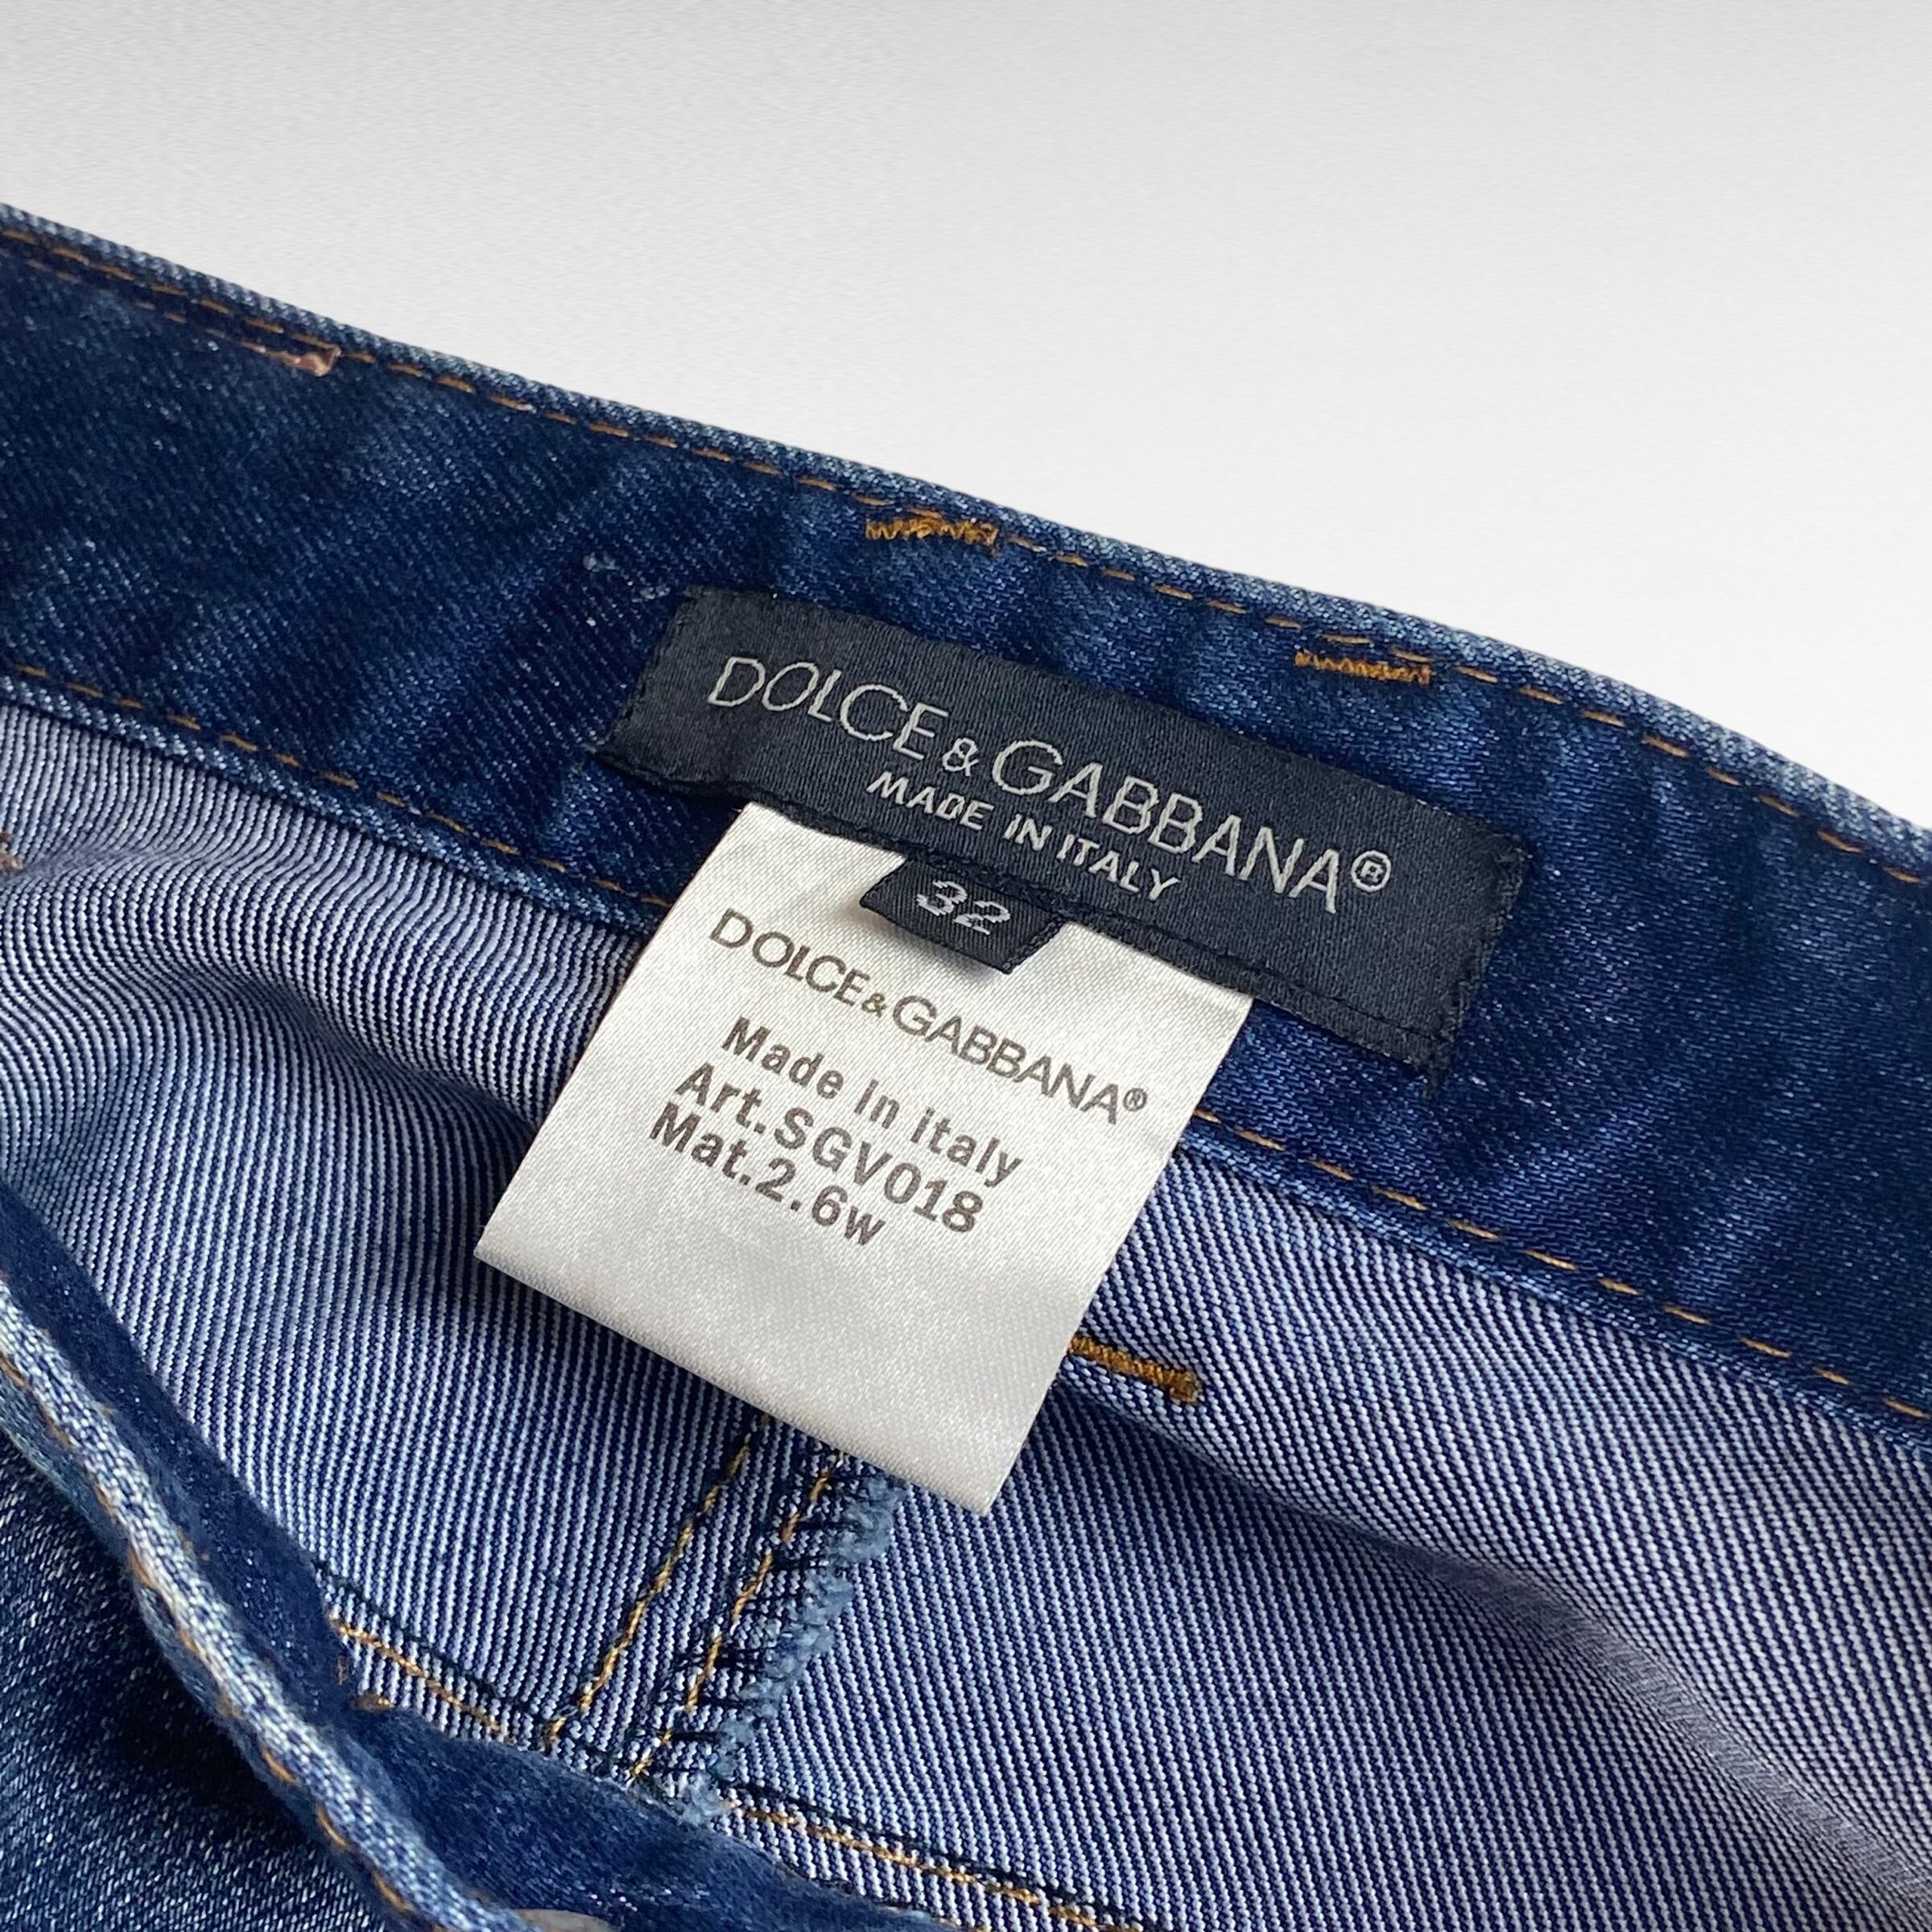 DOLCE & GABBANA®
MADE IN ITALY
32
DOLCE & GABBANA®
Made in italy
Art.SGV018
Mat.2.6w